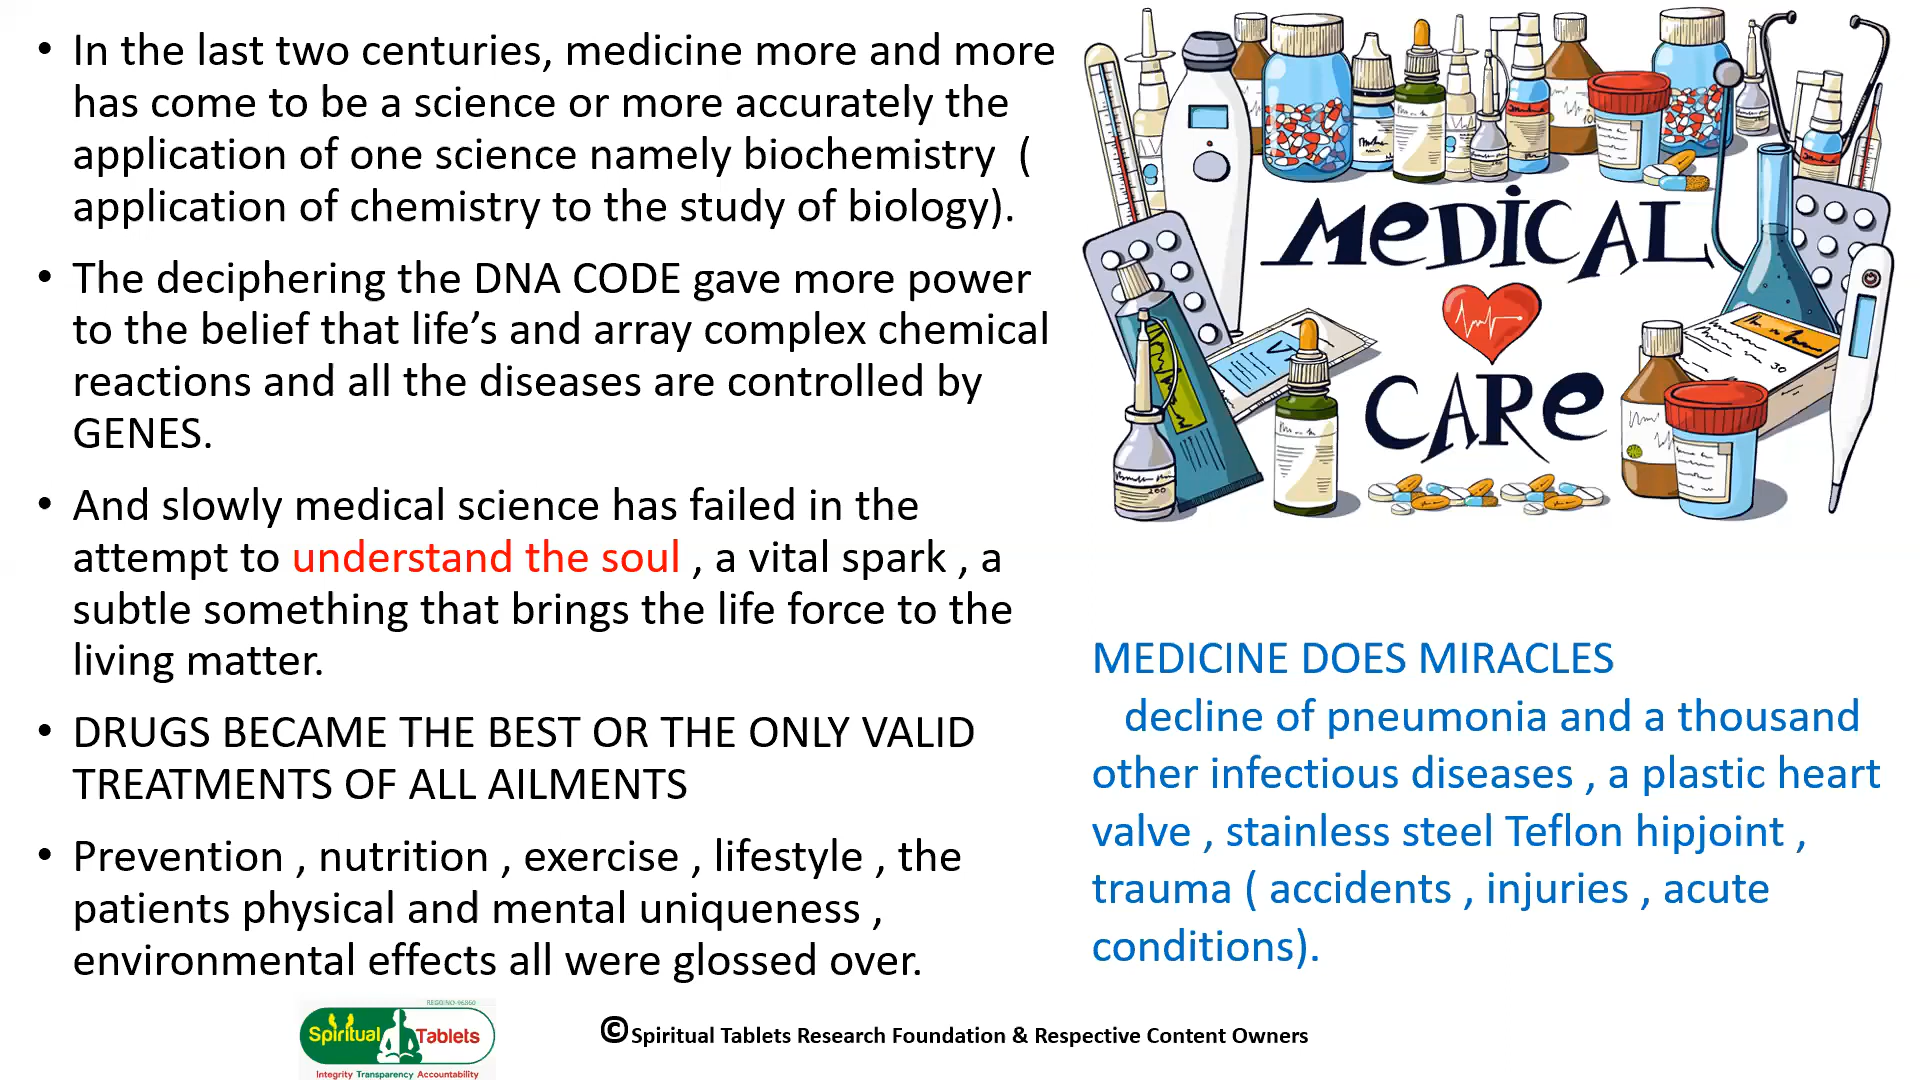 • In the last two centuries, medicine more and more
has come to be a science or more accurately the
application of one science namely biochemistry (
application of chemistry to the study of biology).
• The deciphering the DNA CODE gave more power
to the belief that life’s and array complex chemical
reactions and all the diseases are controlled by
GENES.
• And slowly medical science has failed in the
attempt to understand the soul , a vital spark , a
subtle something that brings the life force to the
living matter.
• DRUGS BECAME THE BEST OR THE ONLY VALID
TREATMENTS OF ALL AILMENTS
• Prevention , nutrition , exercise , lifestyle , the
patients physical and mental uniqueness ,
environmental effects all were glossed over.
MEDICAL
CARE
MEDICINE DOES MIRACLES
decline of pneumonia and a thousand
other infectious diseases , a plastic heart
valve , stainless steel Teflon hipjoint ,
trauma ( accidents , injuries , acute
conditions).
Spiritual Tablets
Integrity Transparency Accountability
©Spiritual Tablets Research Foundation & Respective Content Owners